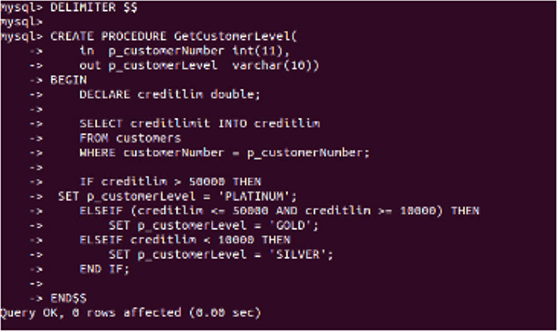 mysql> DELIMITER $$
mysql>
mysql> CREATE PROCEDURE GetCustomerLevel(
    ->     in  p_customerNumber int(11),
    ->     out p_customerLevel  varchar(10))
    -> BEGIN
    ->     DECLARE creditlim double;
    ->
    ->     SELECT creditlimit INTO creditlim
    ->     FROM customers
    ->     WHERE customerNumber = p_customerNumber;
    ->
    ->     IF creditlim > 50000 THEN
    ->  SET p_customerLevel = 'PLATINUM';
    ->     ELSEIF (creditlim <= 50000 AND creditlim >= 10000) THEN
    ->         SET p_customerLevel = 'GOLD';
    ->     ELSEIF creditlim < 10000 THEN
    ->         SET p_customerLevel = 'SILVER';
    ->     END IF;
    ->
    -> END$$
Query OK, 0 rows affected (0.00 sec)